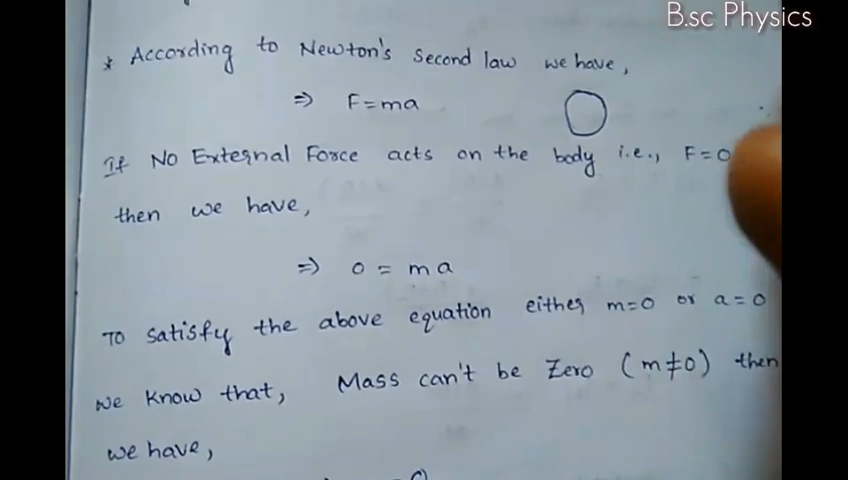 B.sc Physics
* According to Newton's second law we have,
⇒ F=ma
If No External Force acts on the body i.e., F=0
then we have,
⇒ 0 = ma
To satisfy the above equation either m=0 or a=0
we know that, Mass can't be Zero (m≠0) then
we have,